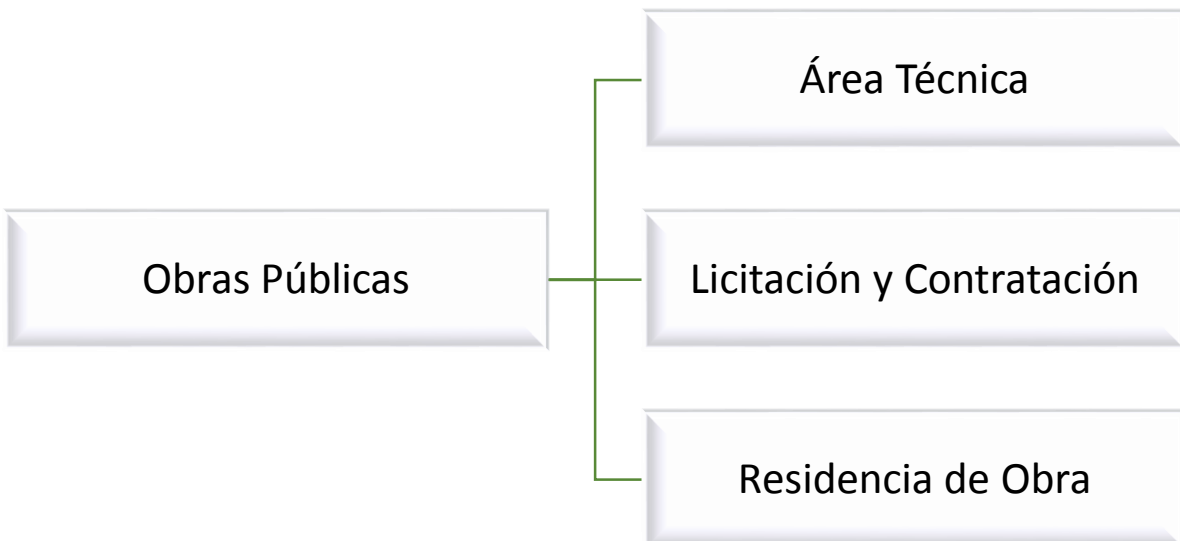 Obras Públicas
Área Técnica
Licitación y Contratación
Residencia de Obra